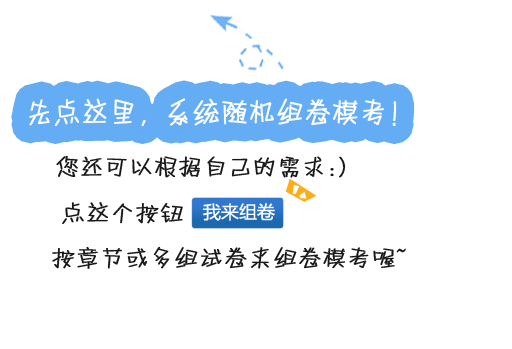 先点这里，系统随机组卷模考！
您还可以根据自己的需求:)
点这个按钮 我来组卷
按章节或多组试卷来组卷模考喔~